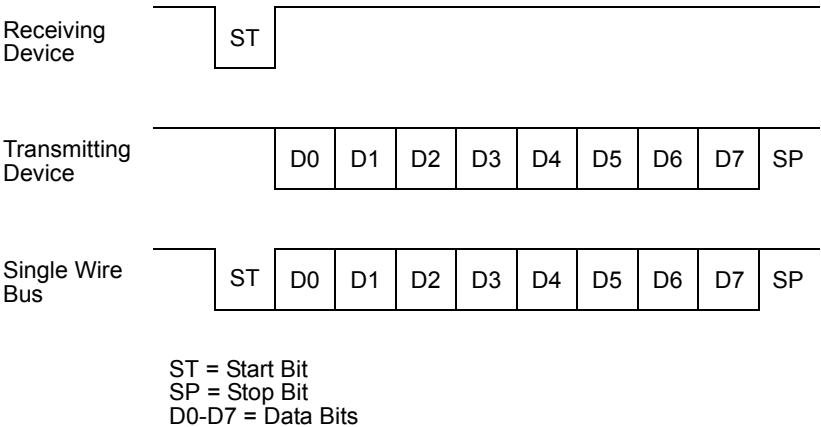 Receiving
Device
ST
Transmitting
Device
D0 D1 D2 D3 D4 D5 D6 D7 SP
Single Wire
Bus
ST D0 D1 D2 D3 D4 D5 D6 D7 SP
ST = Start Bit
SP = Stop Bit
D0-D7 = Data Bits